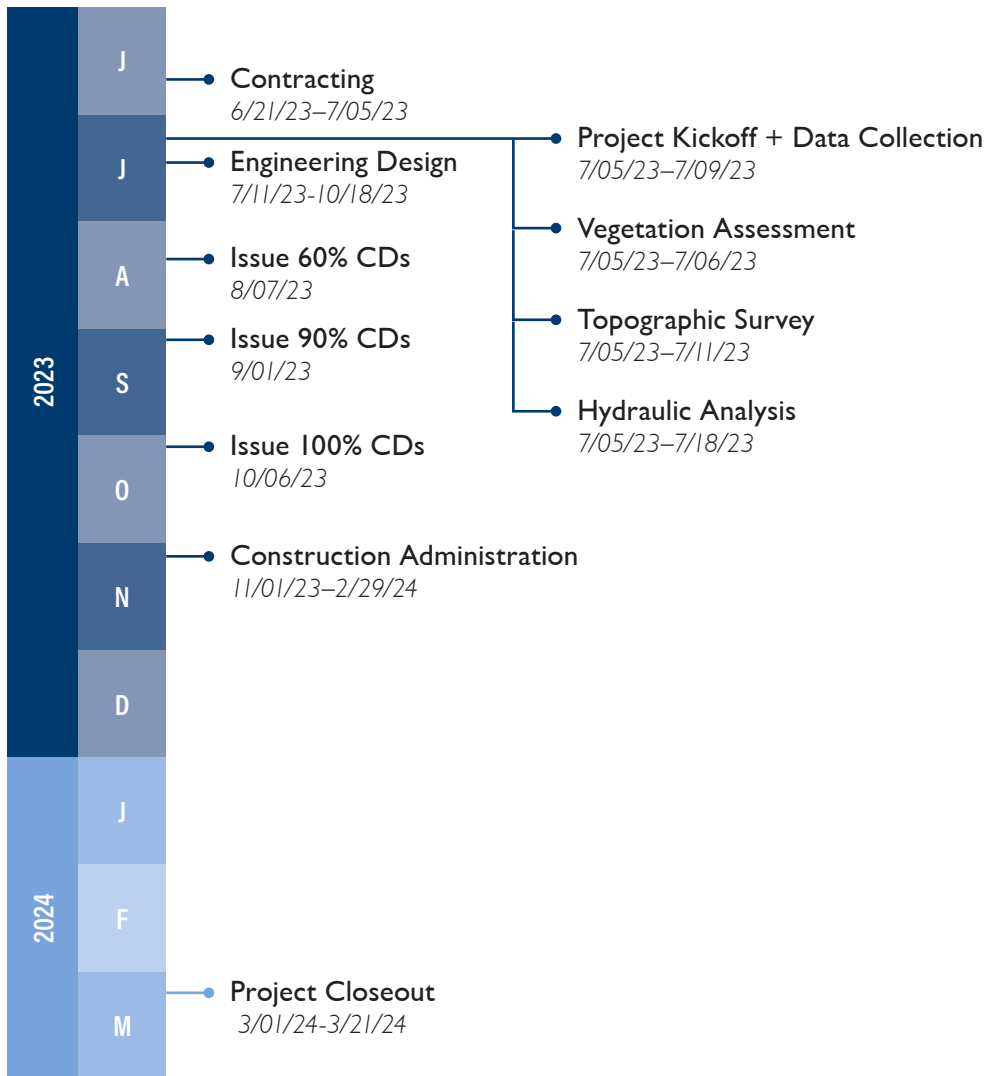 2023
J
J
A
S
O
N
D
2024
J
F
M
Contracting
6/21/23–7/05/23
Engineering Design
7/11/23-10/18/23
Issue 60% CDs
8/07/23
Issue 90% CDs
9/01/23
Issue 100% CDs
10/06/23
Construction Administration
11/01/23–2/29/24
Project Closeout
3/01/24-3/21/24
Project Kickoff + Data Collection
7/05/23–7/09/23
Vegetation Assessment
7/05/23–7/06/23
Topographic Survey
7/05/23–7/11/23
Hydraulic Analysis
7/05/23–7/18/23